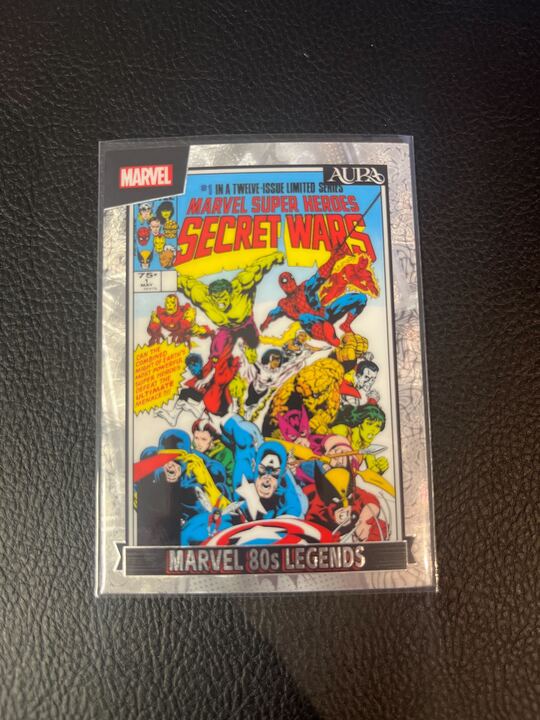 MARVEL
AURA
#1 IN A TWELVE-ISSUE LIMITED SERIES
MARVEL SUPER HEROES
SECRET WARS
75¢
1
MAY
CAN THE
COMBINED
MIGHT OF EARTH'S
MOST POWERFUL
SUPER HEROES
DEFEAT THE
ULTIMATE
MENACE?!!
MARVEL 80s LEGENDS